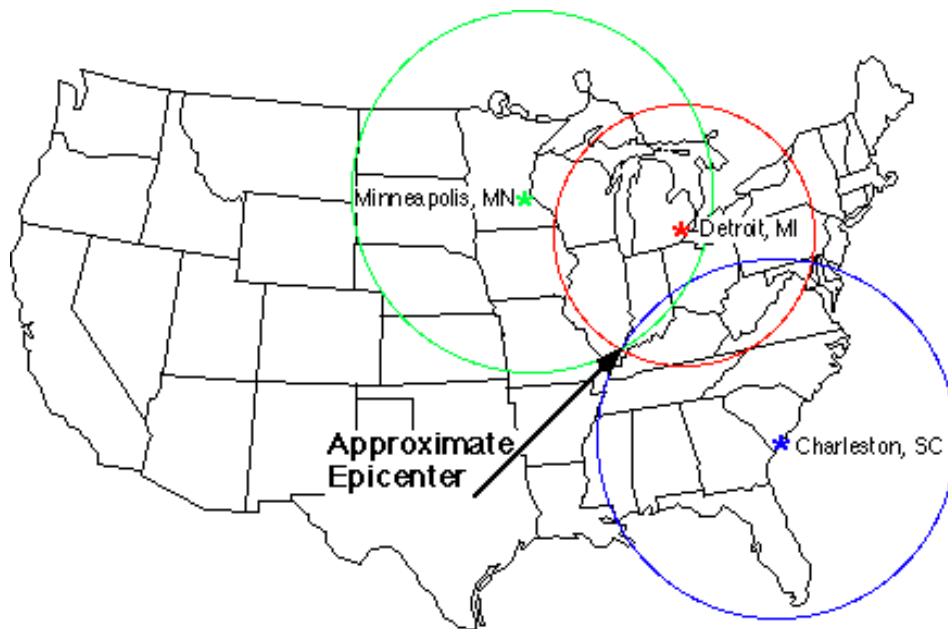 Minneapolis, MN
Detroit, MI
Approximate
Epicenter
Charleston, SC